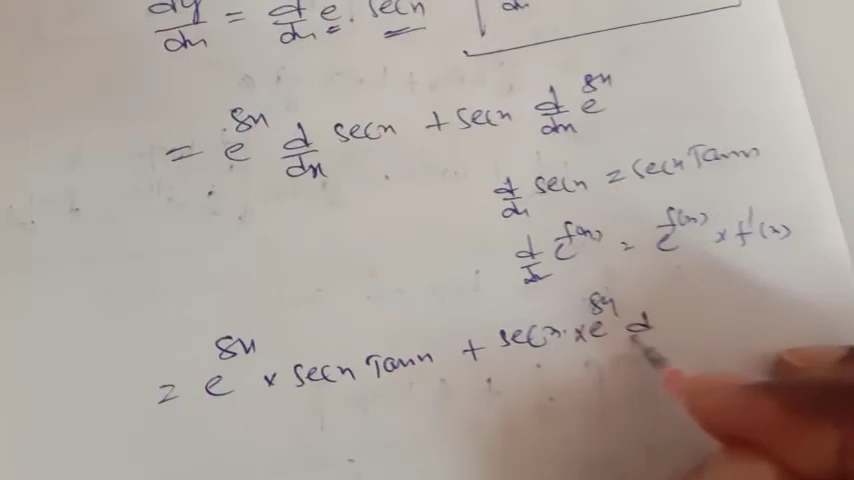 dy/dx = d/dx e . secx
dx
= e^8x d/dx secx + secx d/dx e^8x
d/dx secx = secx Tanx
d/dx e^f(x) = e^f(x) × f'(x)
= e^8x × secx Tanx + secx . × e^8x d